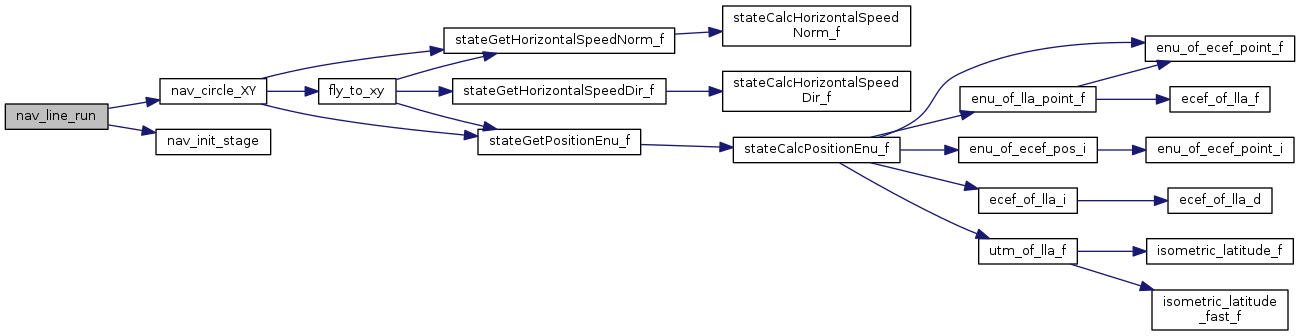 nav_line_run
nav_circle_XY
nav_init_stage
fly_to_xy
stateGetHorizontalSpeedNorm_f
stateGetHorizontalSpeedDir_f
stateGetPositionEnu_f
stateCalcHorizontalSpeed
Norm_f
stateCalcHorizontalSpeed
Dir_f
stateCalcPositionEnu_f
enu_of_lla_point_f
enu_of_ecef_pos_i
ecef_of_lla_i
utm_of_lla_f
enu_of_ecef_point_f
ecef_of_lla_f
enu_of_ecef_point_i
ecef_of_lla_d
isometric_latitude_f
isometric_latitude
_fast_f